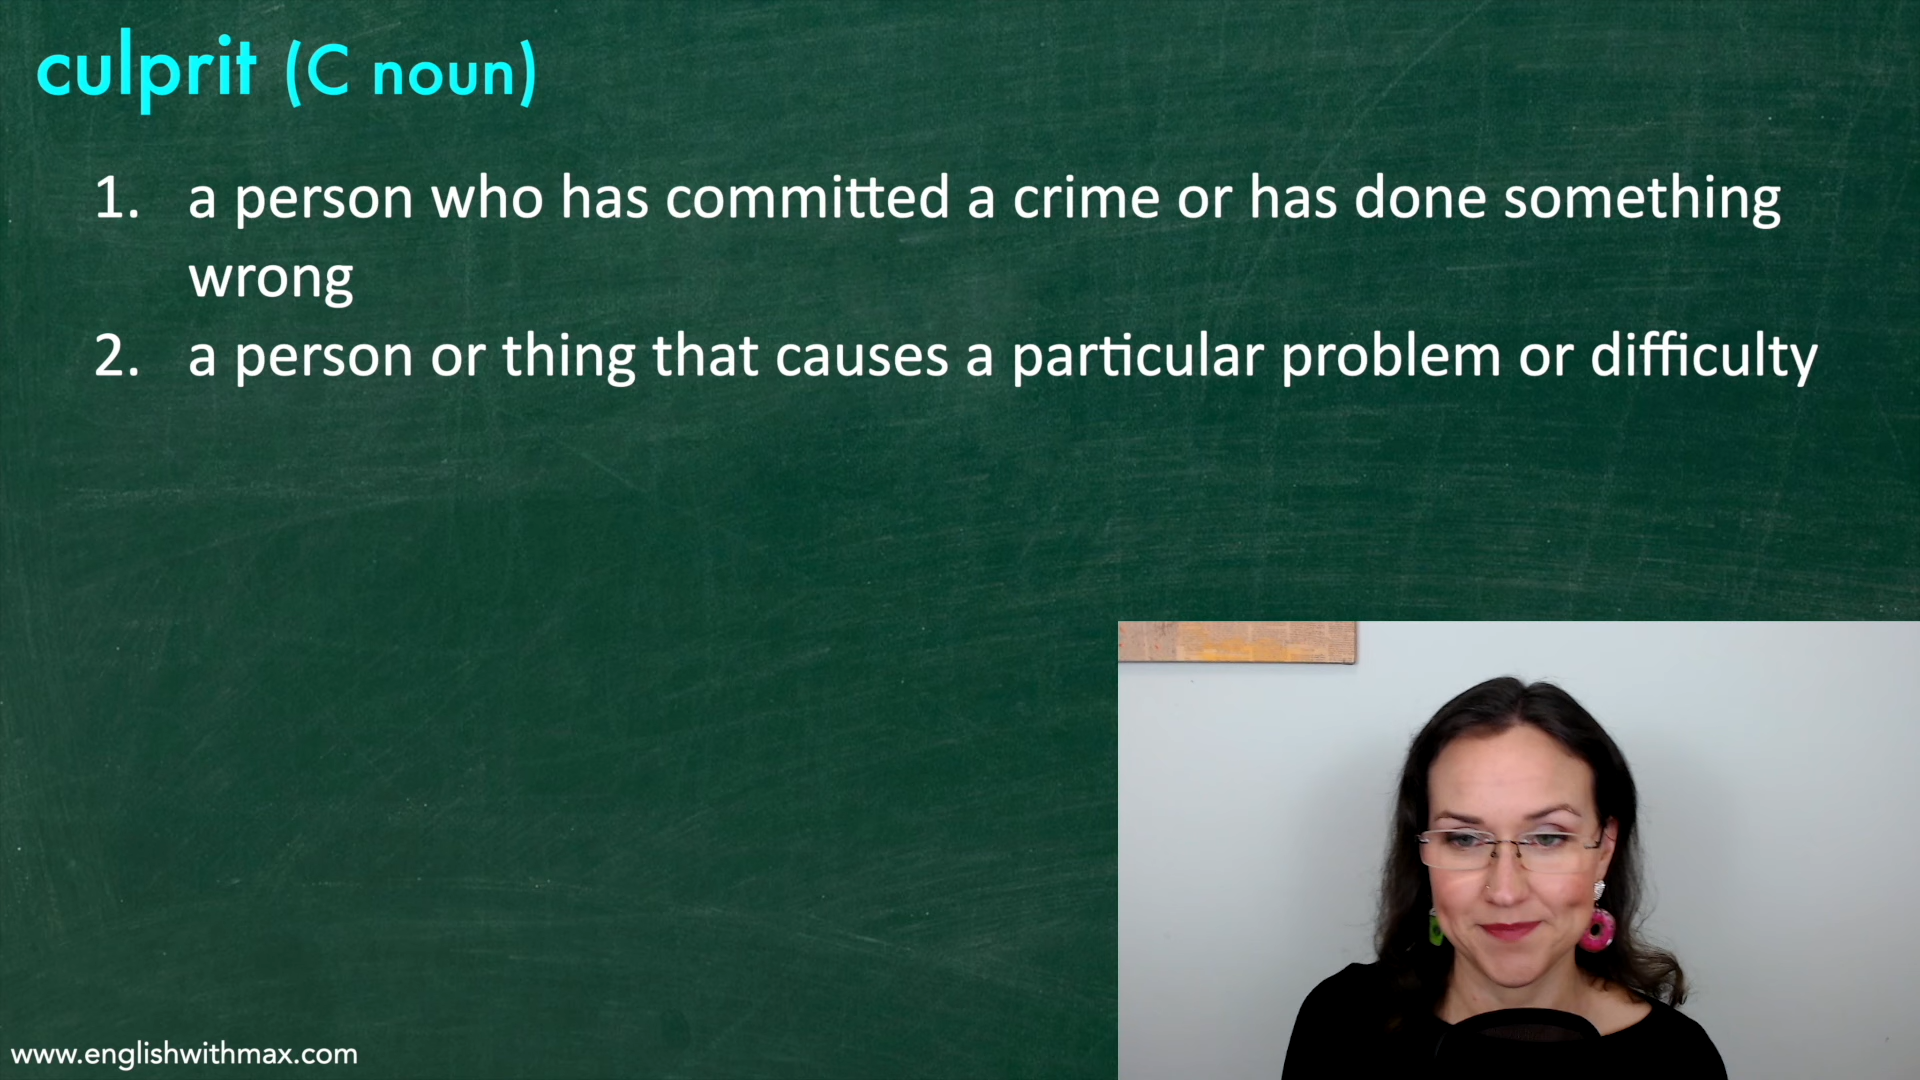 culprit (C noun)
1. a person who has committed a crime or has done something
wrong
2. a person or thing that causes a particular problem or difficulty
www.englishwithmax.com